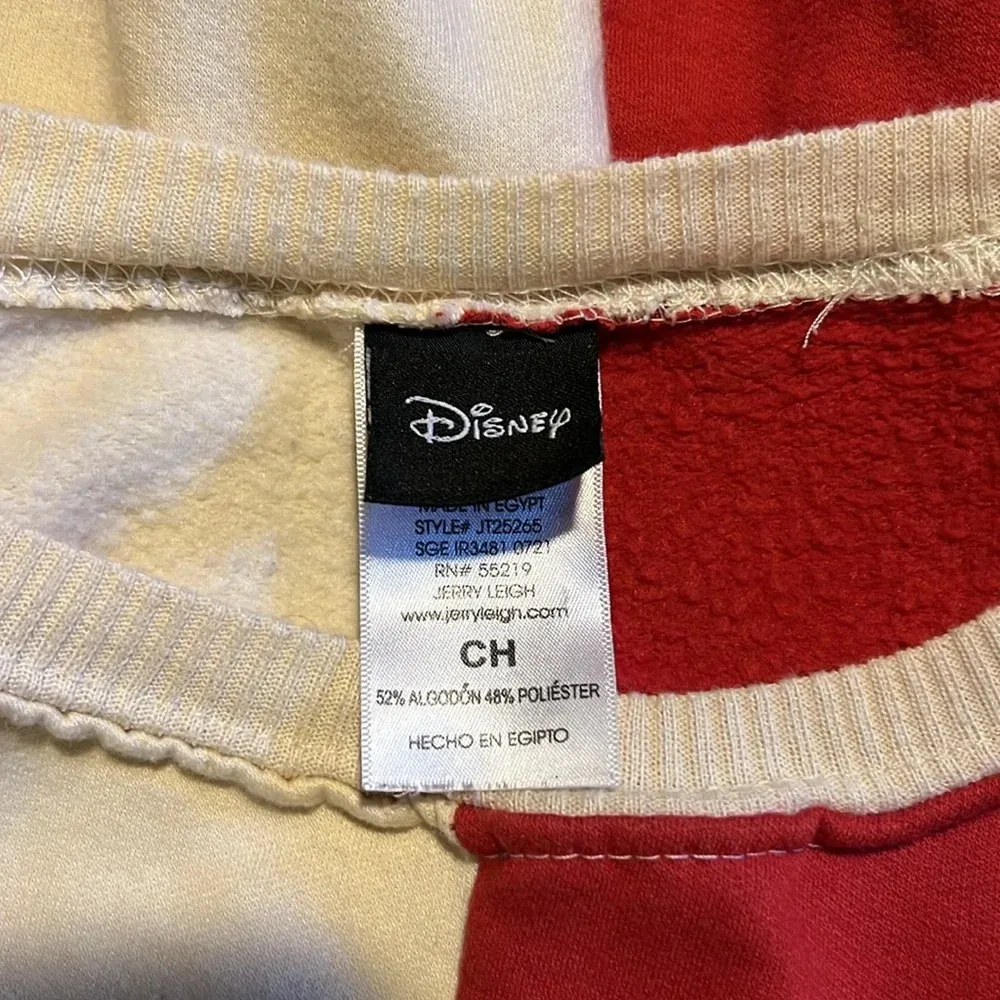 Disney
MADE IN EGYPT
STYLE# JT25265
SGE IR3481 0721
RN# 55219
JERRY LEIGH
www.jerryleigh.com
CH
52% ALGODÓN 48% POLIÉSTER
HECHO EN EGIPTO